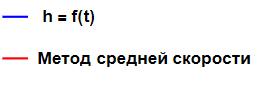 h = f(t)
Метод средней скорости